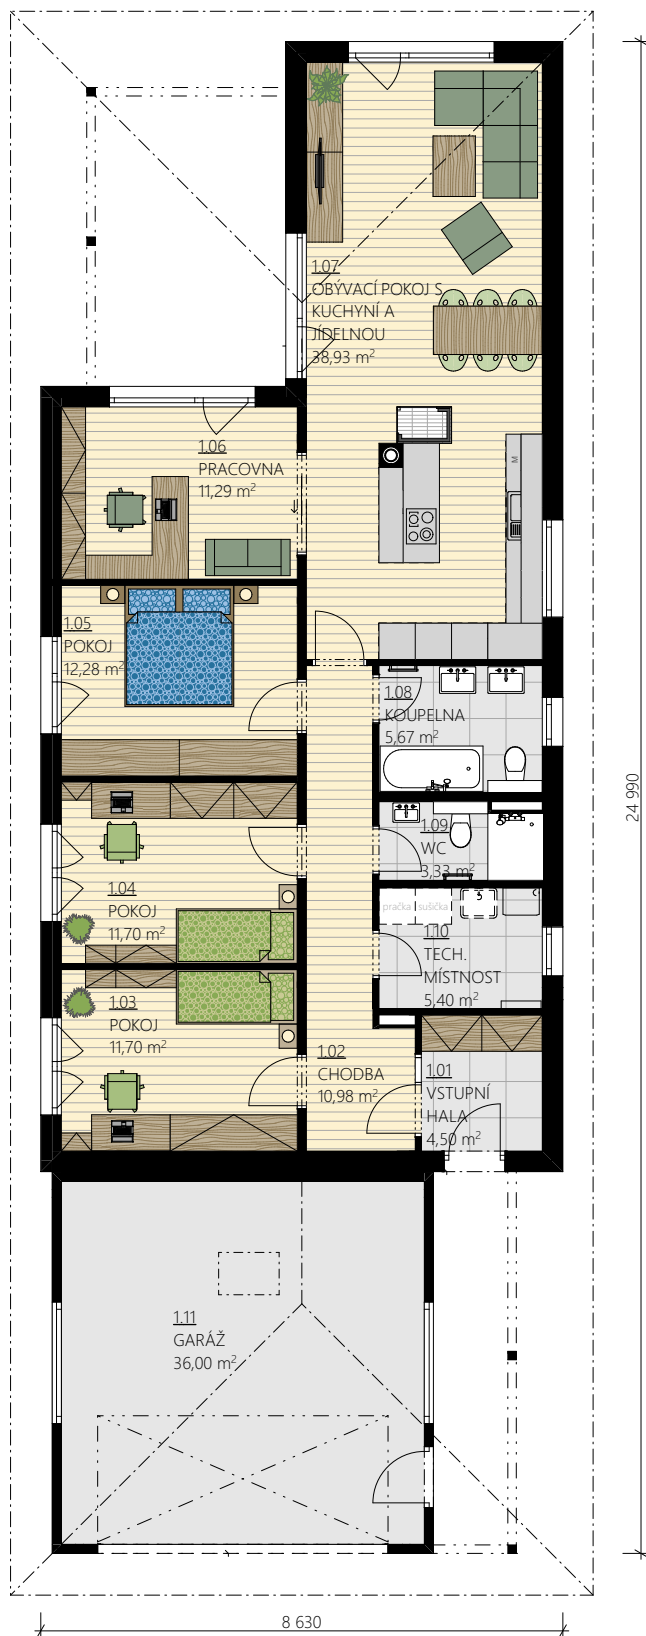 1.07
OBÝVACÍ POKOJ S
KUCHYNÍ A
JÍDELNOU
38,93 m²
1.06
PRACOVNA
11,29 m²
M
1.05
POKOJ
12,28 m²
1.08
KOUPELNA
5,67 m²
24 990
1.09
WC
3,33 m²
1.04
POKOJ
11,70 m²
pračka
sušička
1.10
TECH.
MÍSTNOST
5,40 m²
1.03
POKOJ
11,70 m²
1.02
CHODBA
10,98 m²
1.01
VSTUPNÍ
HALA
4,50 m²
1.11
GARÁŽ
36,00 m²
8 630